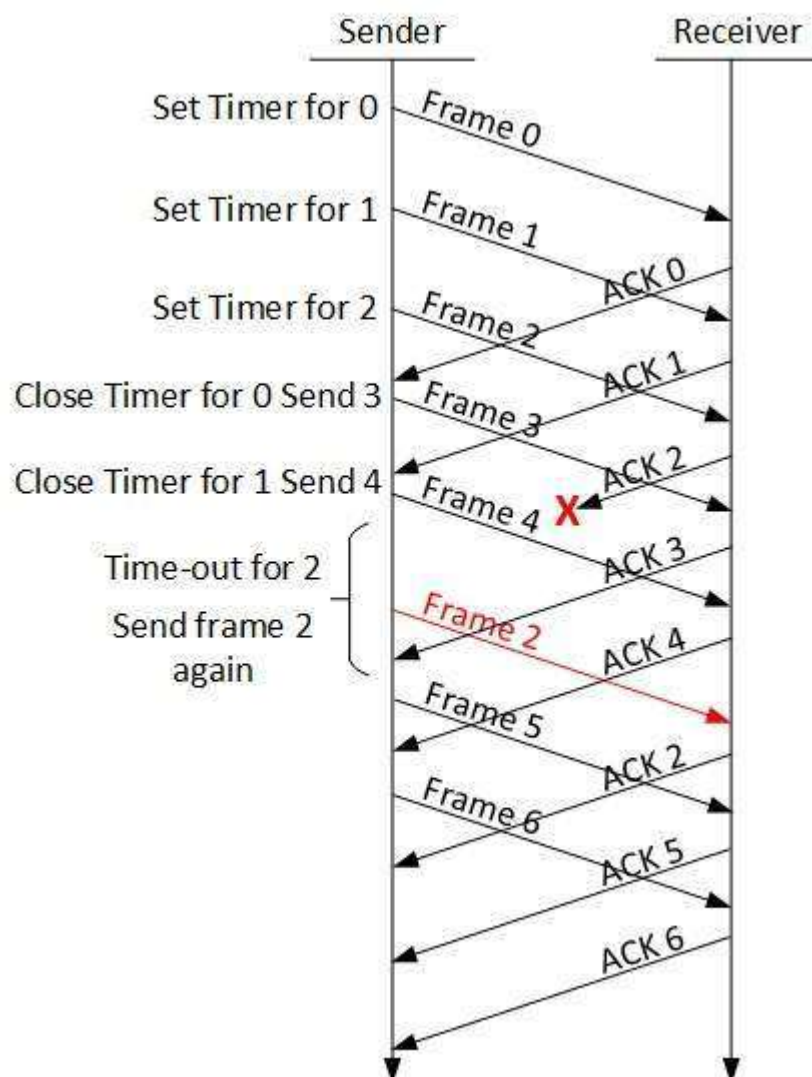 Sender
Receiver
Set Timer for 0
Frame 0
Set Timer for 1
Frame 1
ACK 0
Set Timer for 2
Frame 2
ACK 1
Close Timer for 0 Send 3
Frame 3
ACK 2
Close Timer for 1 Send 4
Frame 4
X
ACK 3
Time-out for 2
Send frame 2
again
Frame 2
ACK 4
Frame 5
ACK 2
Frame 6
ACK 5
ACK 6